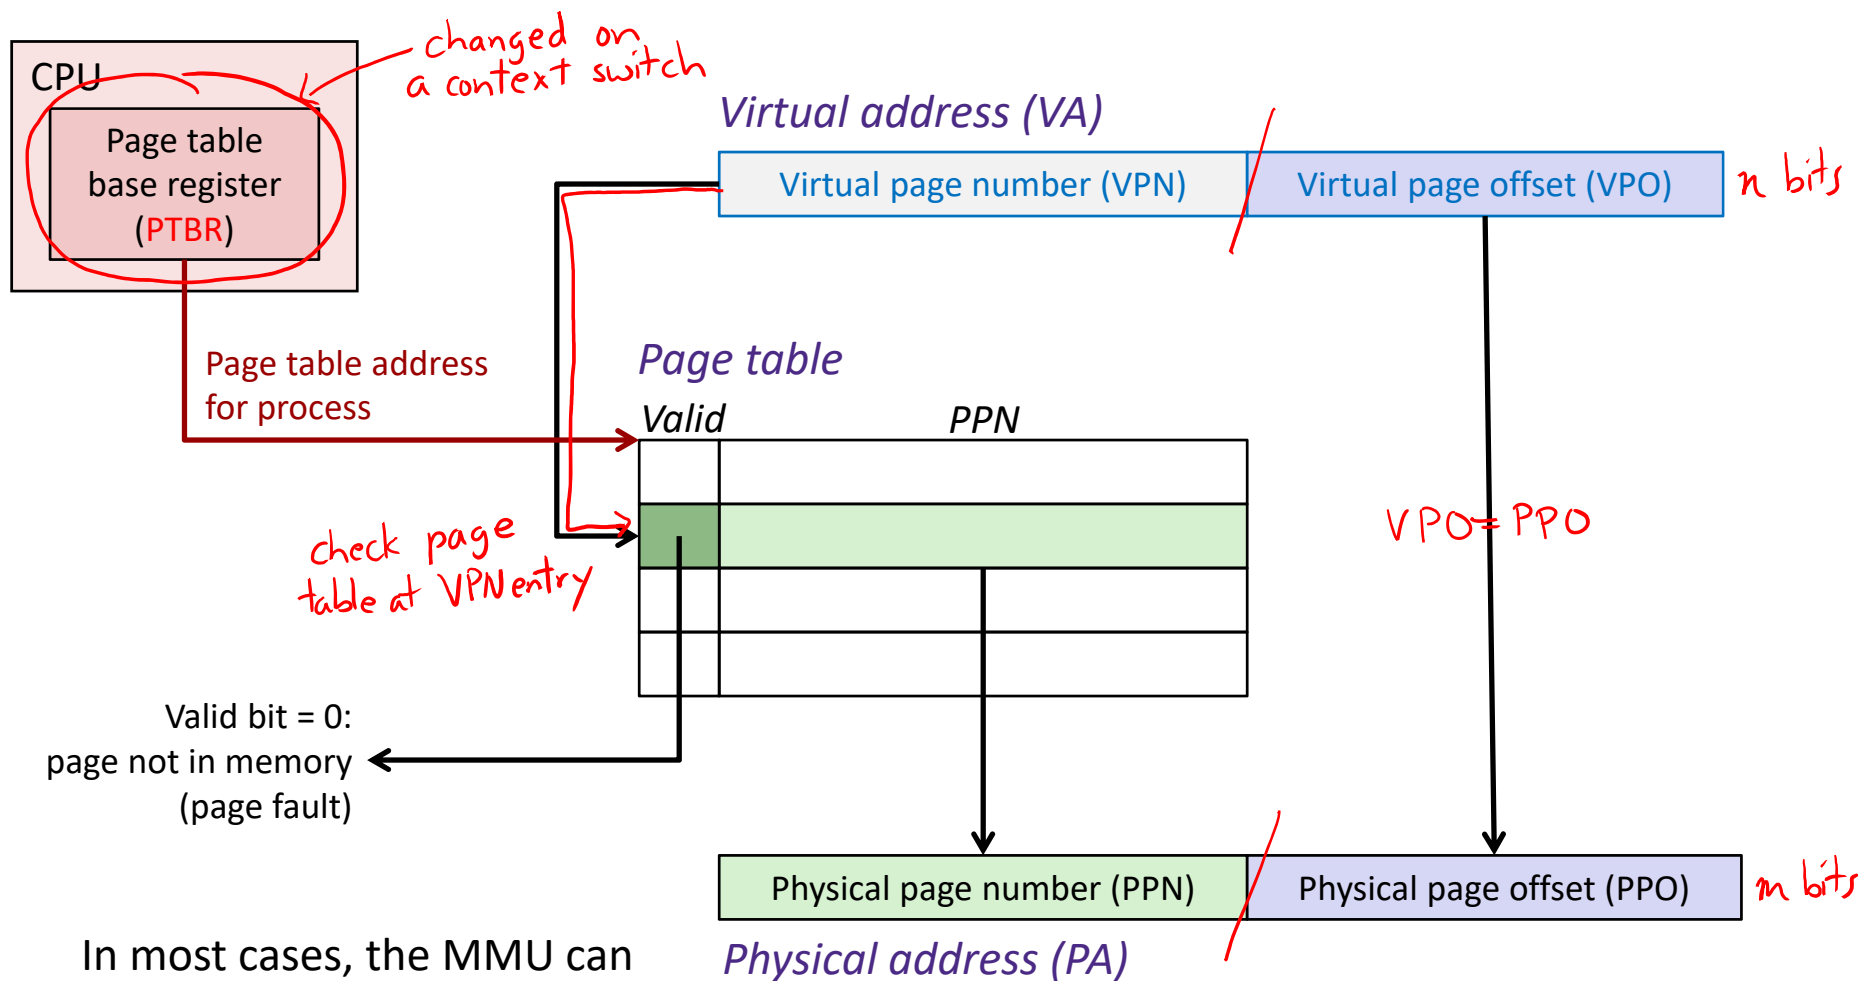 changed on
a context switch
CPU
Page table
base register
(PTBR)
Virtual address (VA)
Virtual page number (VPN)
Virtual page offset (VPO)
n bits
Page table address
for process
Page table
Valid
PPN
check page
table at VPN entry
VPO=PPO
Valid bit = 0:
page not in memory
(page fault)
Physical page number (PPN)
Physical page offset (PPO)
m bits
In most cases, the MMU can
Physical address (PA)